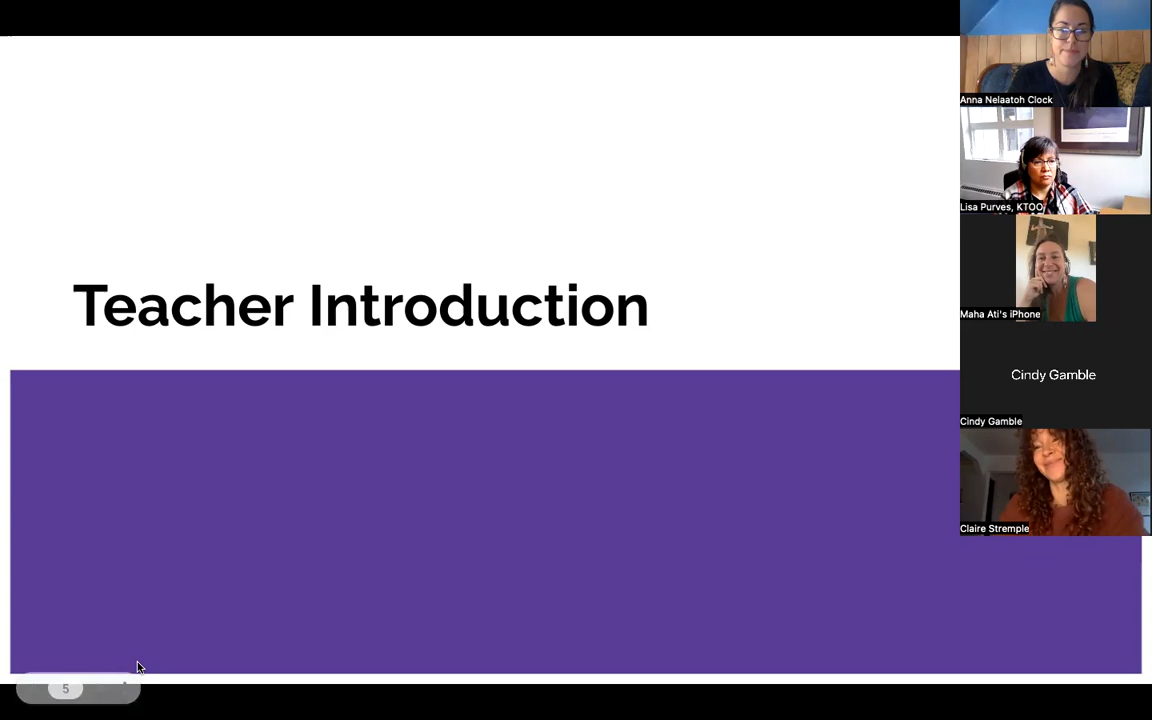 Teacher Introduction
5
Anna Nelaatoh Clock
Lisa Purves, KTOO
Maha Ati's iPhone
Cindy Gamble
Cindy Gamble
Claire Stremple